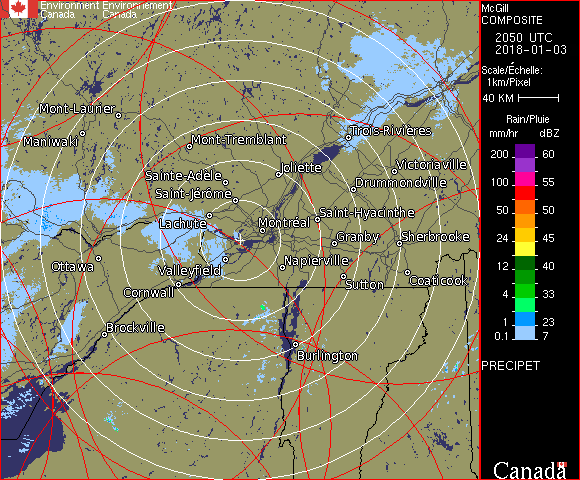 Environment Environnement
Canada Canada
McGill
COMPOSITE
2050 UTC
2018-01-03
Scale/Échelle:
1km/Pixel
40 KM
Rain/Pluie
mm/hr dBZ
200 60
150 57
100 55
50 50
24 45
12 40
4 33
1 23
0.1 7
PRECIPET
Canada
Mont-Laurier
Maniwaki
Mont-Tremblant
Trois-Rivières
Joliette
Victoriaville
Sainte-Adèle
Drummondville
Saint-Jérôme
Saint-Hyacinthe
Lachute
Montréal
Granby
Sherbrooke
Ottawa
Valleyfield
Napierville
Sutton
Coaticook
Cornwall
Brockville
Burlington